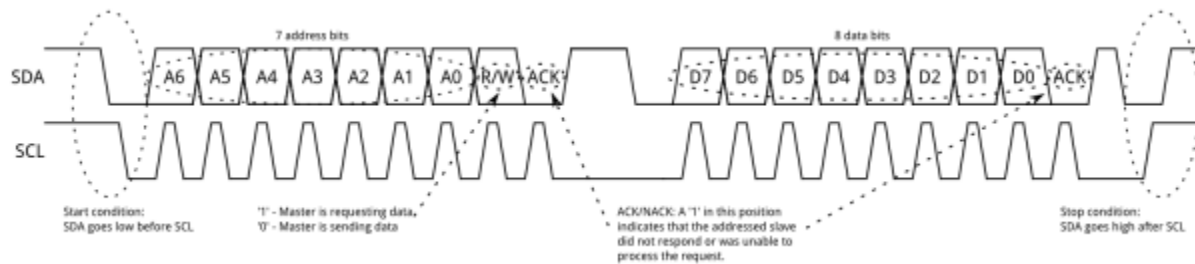 7 address bits
8 data bits
SDA
A6 A5 A4 A3 A2 A1 A0 R/W ACK
D7 D6 D5 D4 D3 D2 D1 D0 ACK
SCL
Start condition:
SDA goes low before SCL
'1' - Master is requesting data,
'0' - Master is sending data
ACK/NACK: A '1' in this position
indicates that the addressed slave
did not respond or was unable to
process the request.
Stop condition:
SDA goes high after SCL